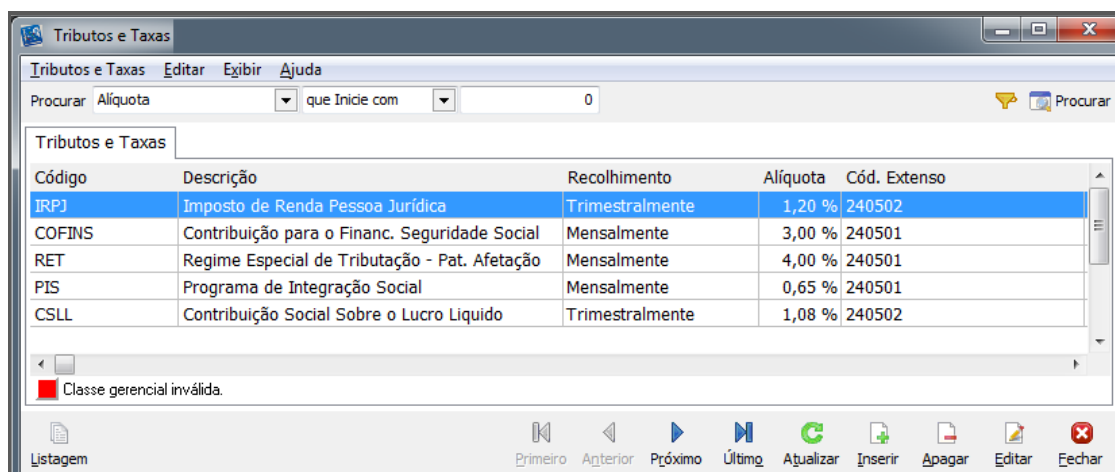 Tributos e Taxas
Tributos e Taxas Editar Exibir Ajuda
Procurar Alíquota que Inicie com 0 Procurar
Tributos e Taxas
Código Descrição Recolhimento Alíquota Cód. Extenso
IRPJ Imposto de Renda Pessoa Jurídica Trimestralmente 1,20 % 240502
COFINS Contribuição para o Financ. Seguridade Social Mensalmente 3,00 % 240501
RET Regime Especial de Tributação - Pat. Afetação Mensalmente 4,00 % 240501
PIS Programa de Integração Social Mensalmente 0,65 % 240501
CSLL Contribuição Social Sobre o Lucro Liquido Trimestralmente 1,08 % 240502
Classe gerencial inválida.
Listagem Primeiro Anterior Próximo Último Atualizar Inserir Apagar Editar Fechar